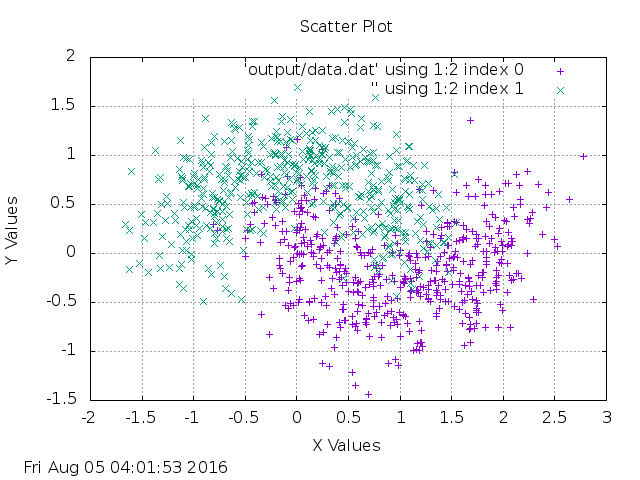 Scatter Plot
'output/data.dat' using 1:2 index 0
'' using 1:2 index 1
2
1.5
1
0.5
0
-0.5
-1
-1.5
Y Values
-2 -1.5 -1 -0.5 0 0.5 1 1.5 2 2.5 3
X Values
Fri Aug 05 04:01:53 2016